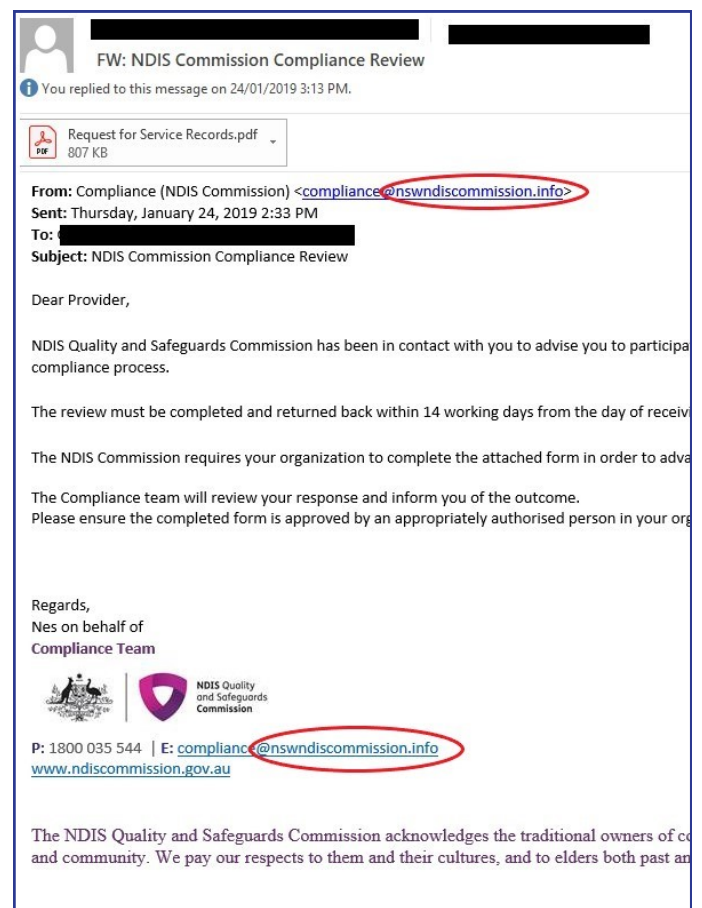 FW: NDIS Commission Compliance Review
You replied to this message on 24/01/2019 3:13 PM.
Request for Service Records.pdf
PDF
807 KB
From: Compliance (NDIS Commission) <compliance@nswndiscommission.info>
Sent: Thursday, January 24, 2019 2:33 PM
To:
Subject: NDIS Commission Compliance Review
Dear Provider,
NDIS Quality and Safeguards Commission has been in contact with you to advise you to participa
compliance process.
The review must be completed and returned back within 14 working days from the day of receivi
The NDIS Commission requires your organization to complete the attached form in order to adva
The Compliance team will review your response and inform you of the outcome.
Please ensure the completed form is approved by an appropriately authorised person in your org
Regards,
Nes on behalf of
Compliance Team
NDIS Quality
and Safeguards
Commission
P: 1800 035 544 | E: compliance@nswndiscommission.info
www.ndiscommission.gov.au
The NDIS Quality and Safeguards Commission acknowledges the traditional owners of co
and community. We pay our respects to them and their cultures, and to elders both past an